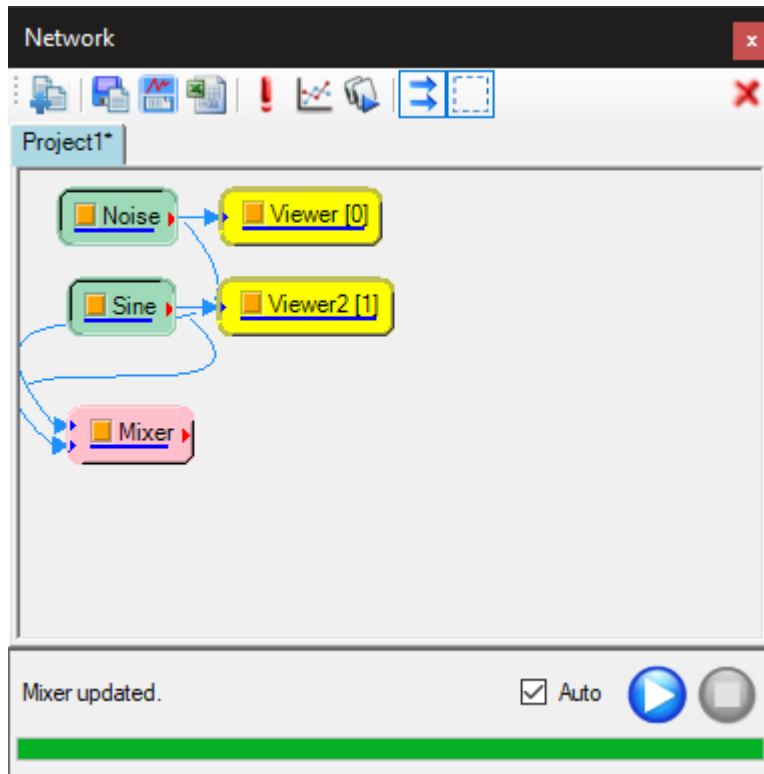 Network
x
Project1*
Noise
Viewer [0]
Sine
Viewer2 [1]
Mixer
Mixer updated.
Auto